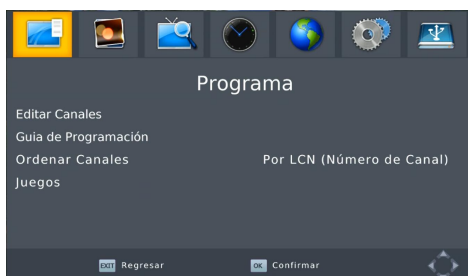 Programa
Editar Canales
Guia de Programación
Ordenar Canales Por LCN (Número de Canal)
Juegos
EXIT Regresar OK Confirmar